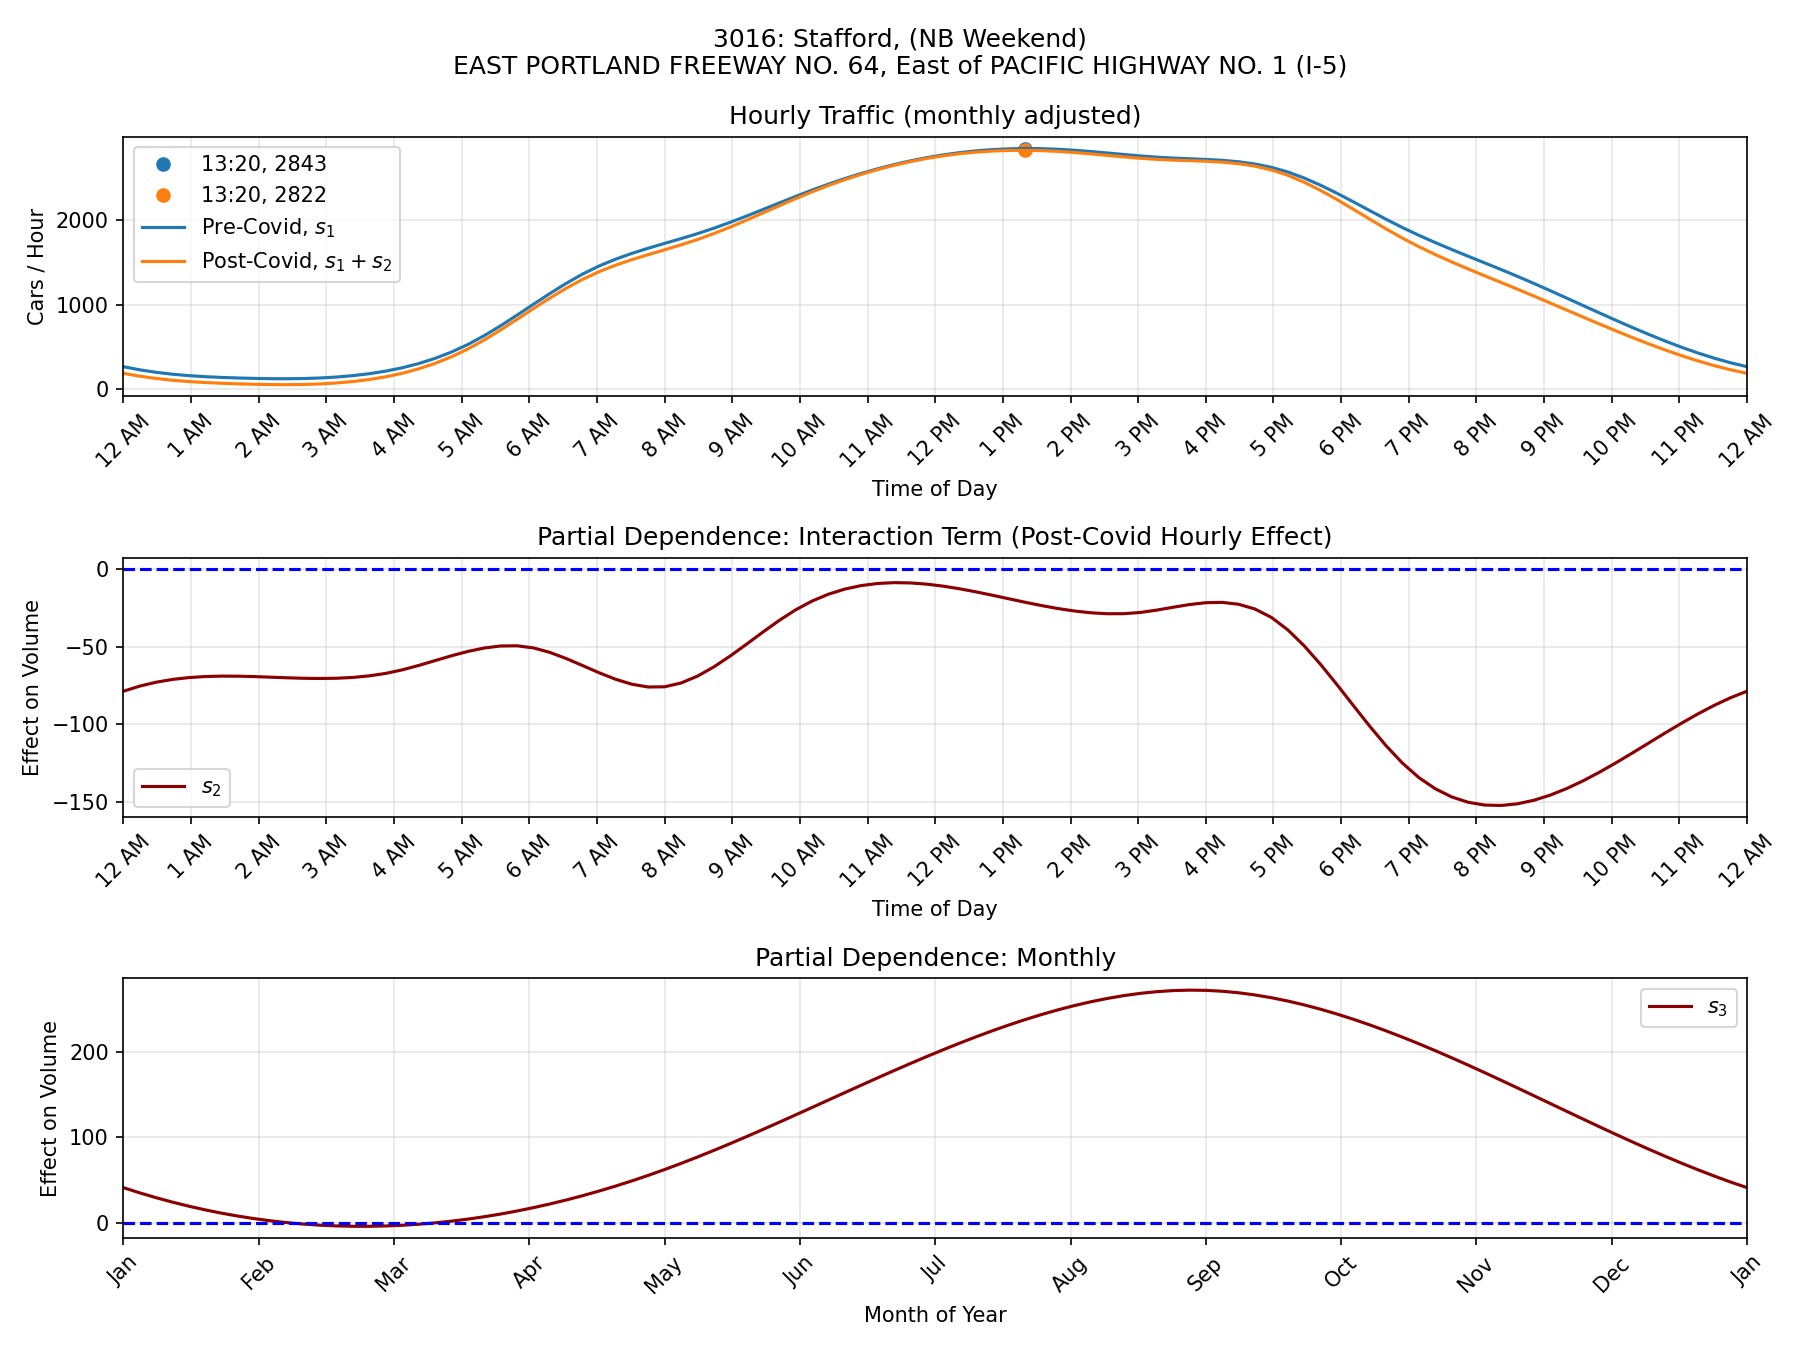 3016: Stafford, (NB Weekend)
EAST PORTLAND FREEWAY NO. 64, East of PACIFIC HIGHWAY NO. 1 (I-5)
Hourly Traffic (monthly adjusted)
13:20, 2843
13:20, 2822
Pre-Covid, s₁
Post-Covid, s₁ + s₂
Cars / Hour
2000
1000
0
12 AM 1 AM 2 AM 3 AM 4 AM 5 AM 6 AM 7 AM 8 AM 9 AM 10 AM 11 AM 12 PM 1 PM 2 PM 3 PM 4 PM 5 PM 6 PM 7 PM 8 PM 9 PM 10 PM 11 PM 12 AM
Time of Day
Partial Dependence: Interaction Term (Post-Covid Hourly Effect)
Effect on Volume
0
−50
−100
−150
s₂
12 AM 1 AM 2 AM 3 AM 4 AM 5 AM 6 AM 7 AM 8 AM 9 AM 10 AM 11 AM 12 PM 1 PM 2 PM 3 PM 4 PM 5 PM 6 PM 7 PM 8 PM 9 PM 10 PM 11 PM 12 AM
Time of Day
Partial Dependence: Monthly
s₃
Effect on Volume
200
100
0
Jan Feb Mar Apr May Jun Jul Aug Sep Oct Nov Dec Jan
Month of Year